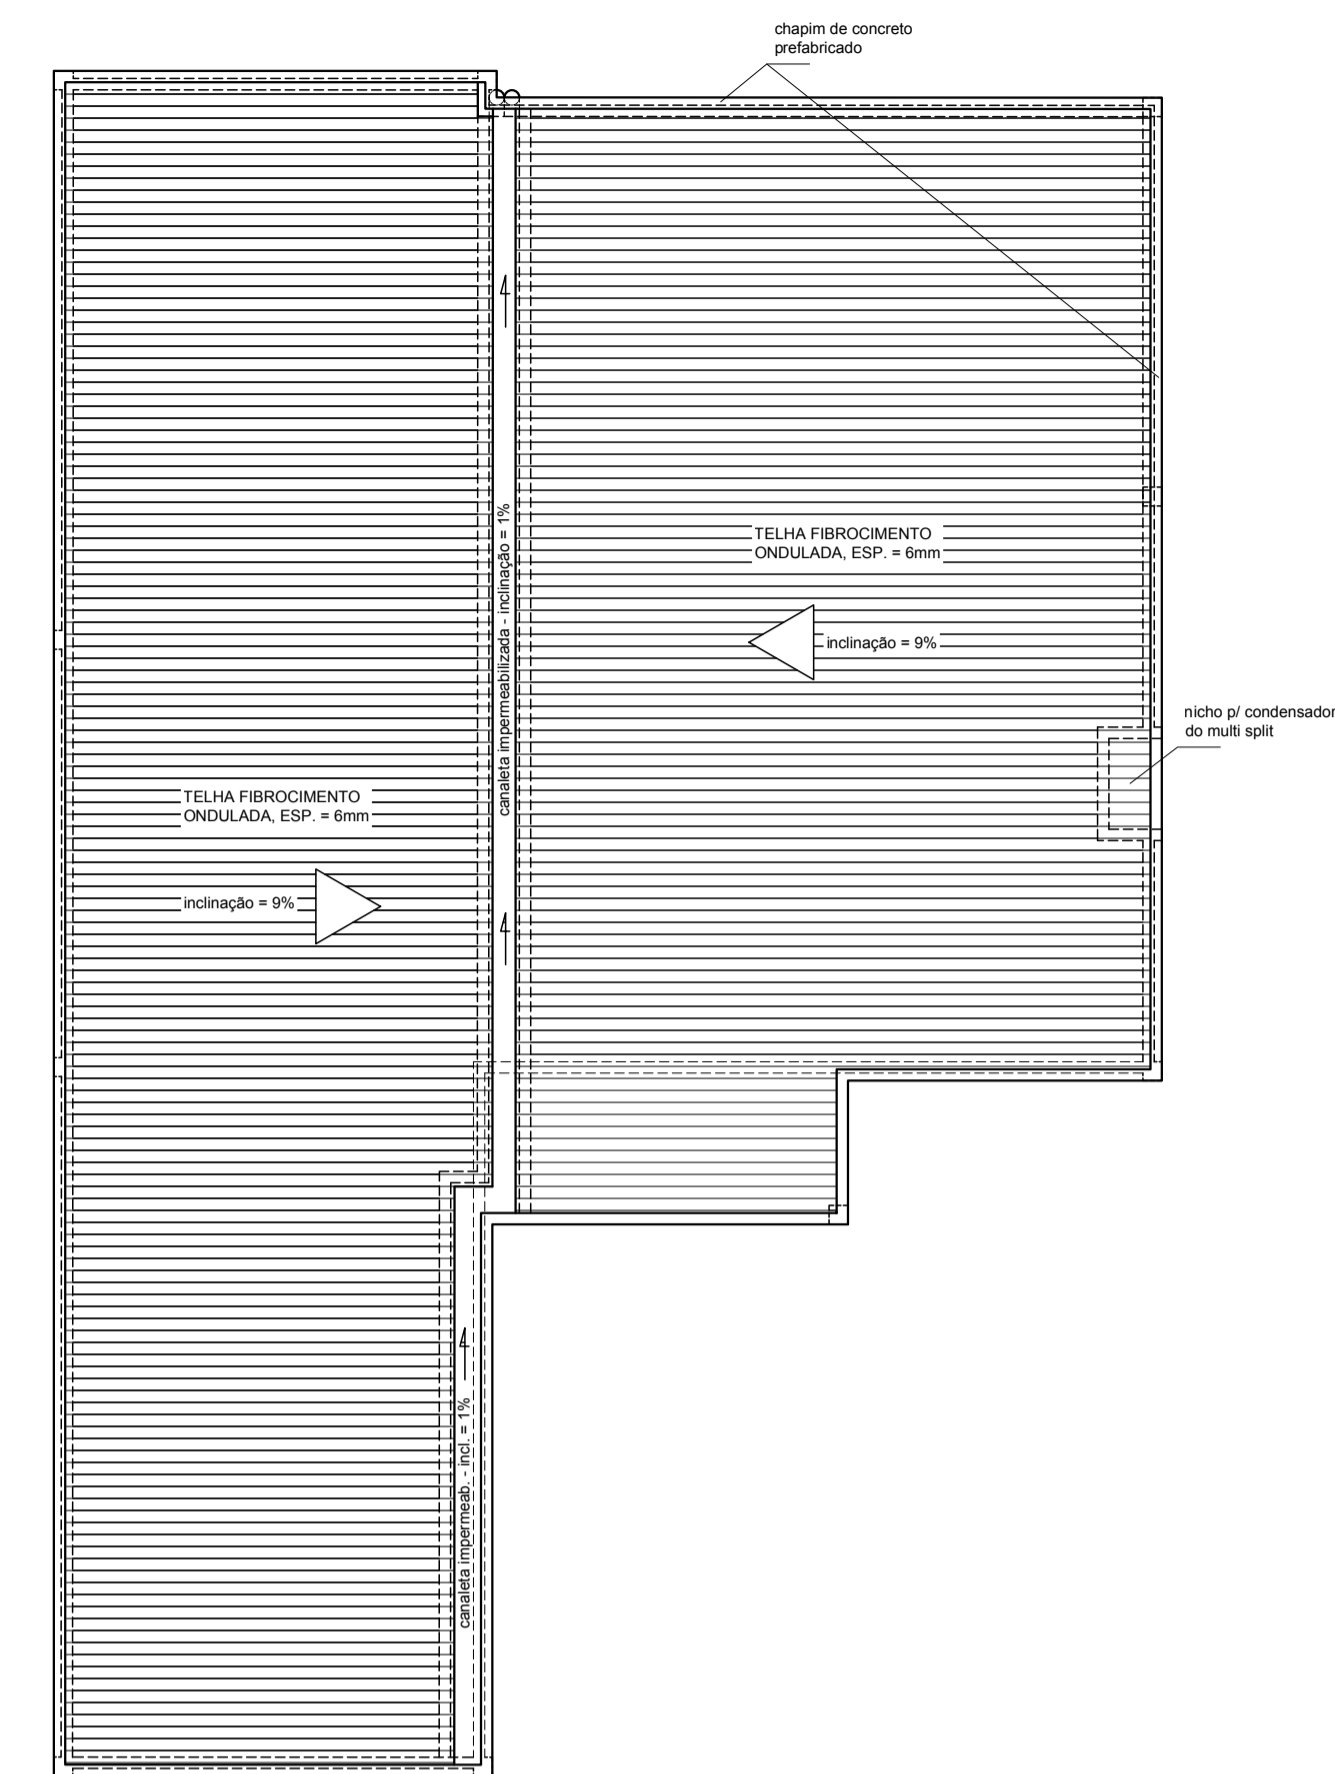 chapim de concreto
prefabricado
TELHA FIBROCIMENTO
ONDULADA, ESP. = 6mm
inclinação = 9%
canaleta impermeabilizada - inclinação = 1%
nicho p/ condensador
do multi split
TELHA FIBROCIMENTO
ONDULADA, ESP. = 6mm
inclinação = 9%
canaleta impermeab. - incl. = 1%